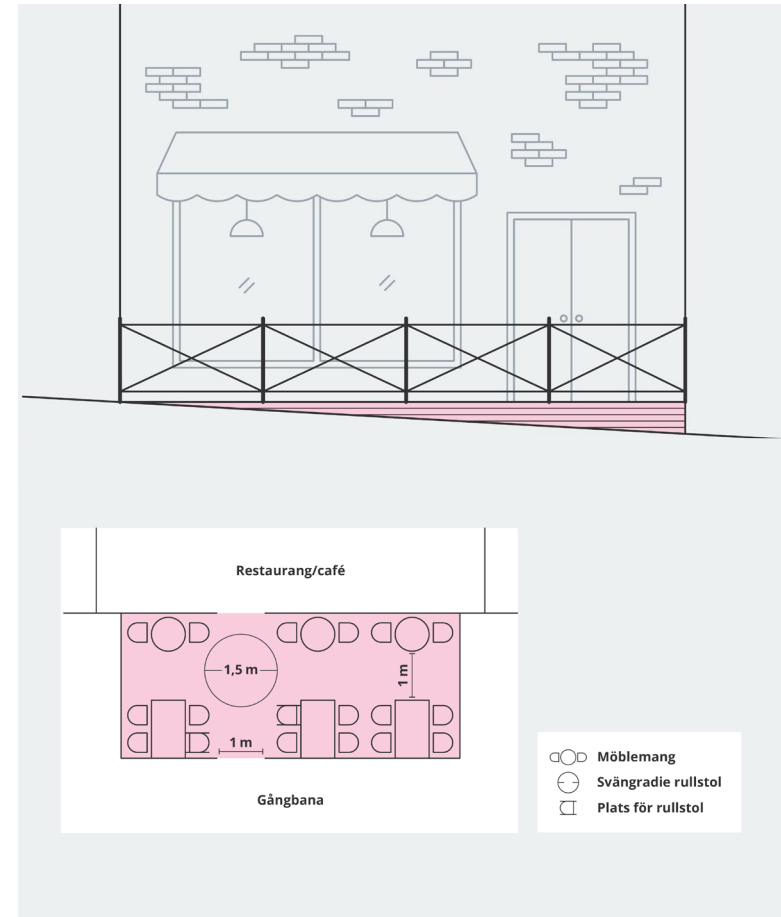 Restaurang/café
1,5 m
1 m
1 m
Gångbana
Möblemang
Svängradie rullstol
Plats för rullstol